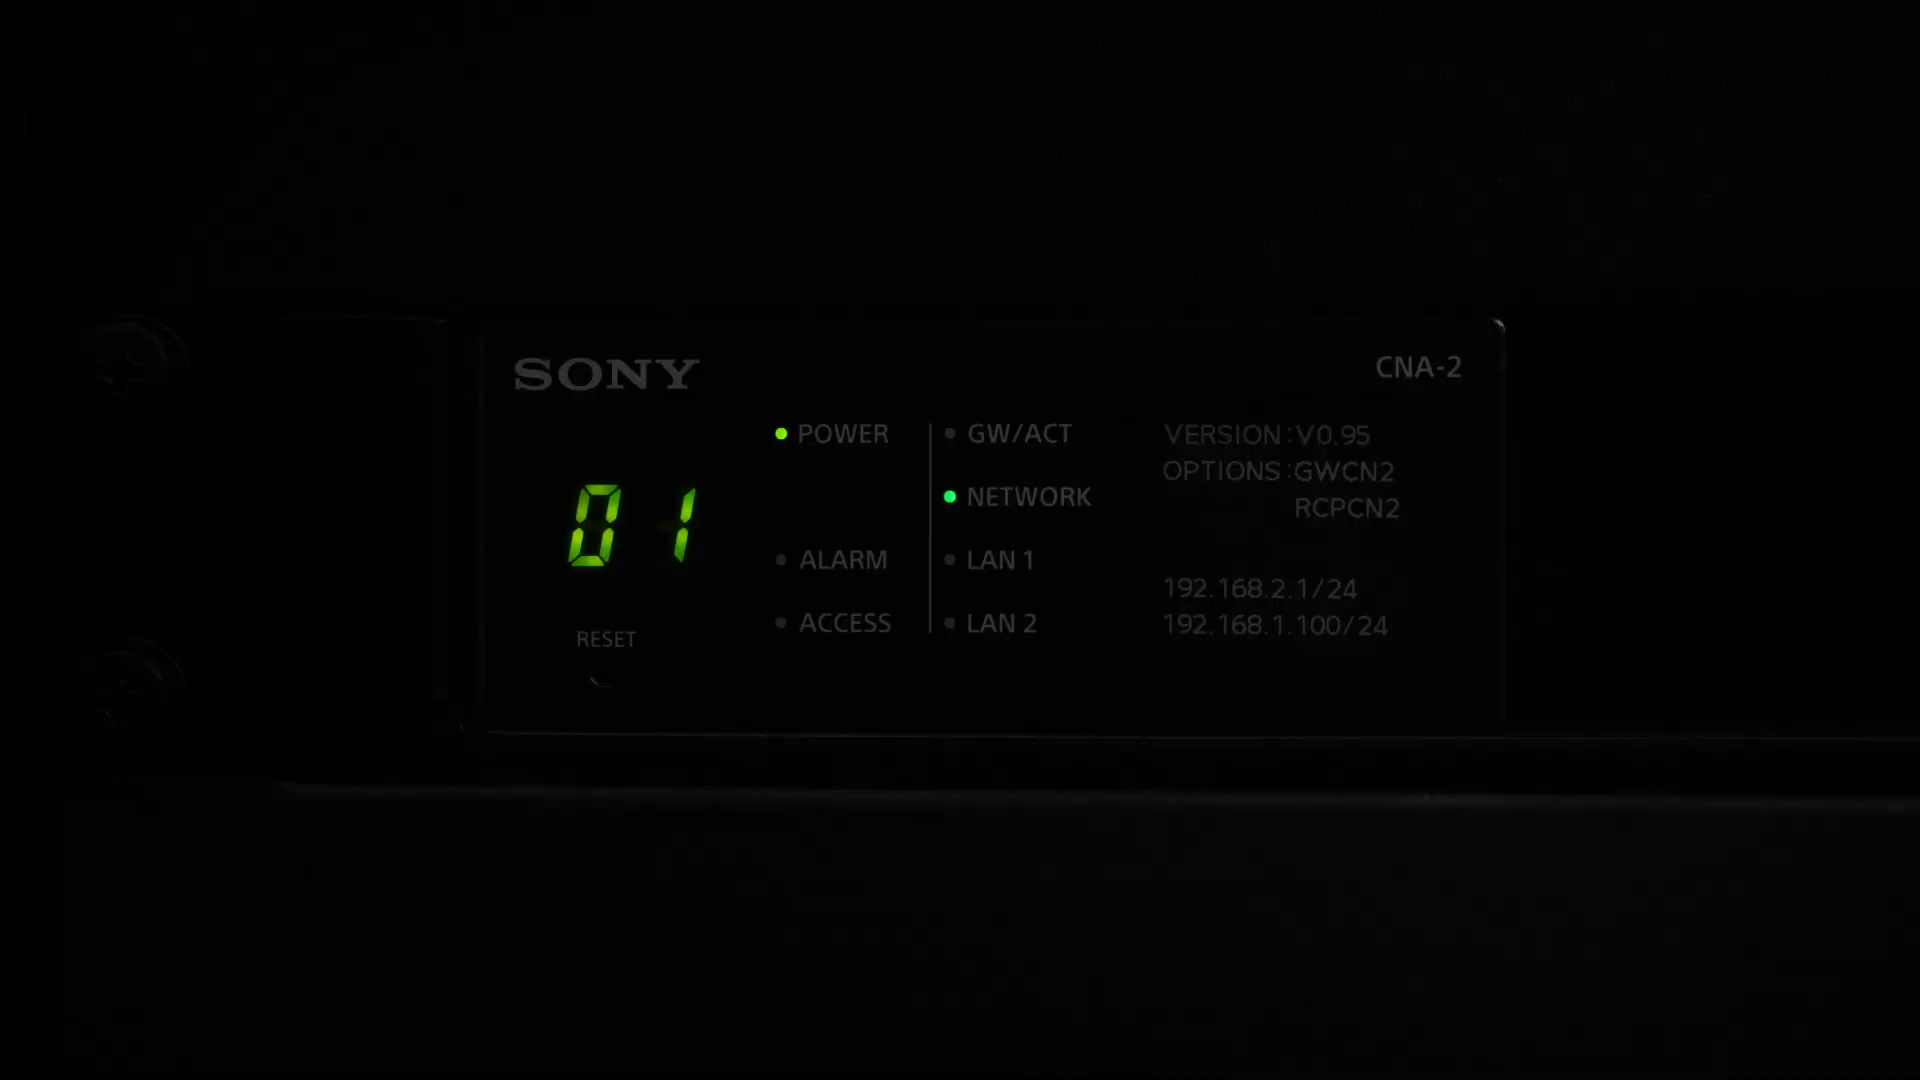 SONY
CNA-2
POWER
GW/ACT
VERSION:V0.95
OPTIONS:GWCN2
RCPCN2
NETWORK
01
ALARM
LAN 1
192.168.2.1/24
ACCESS
LAN 2
192.168.1.100/24
RESET